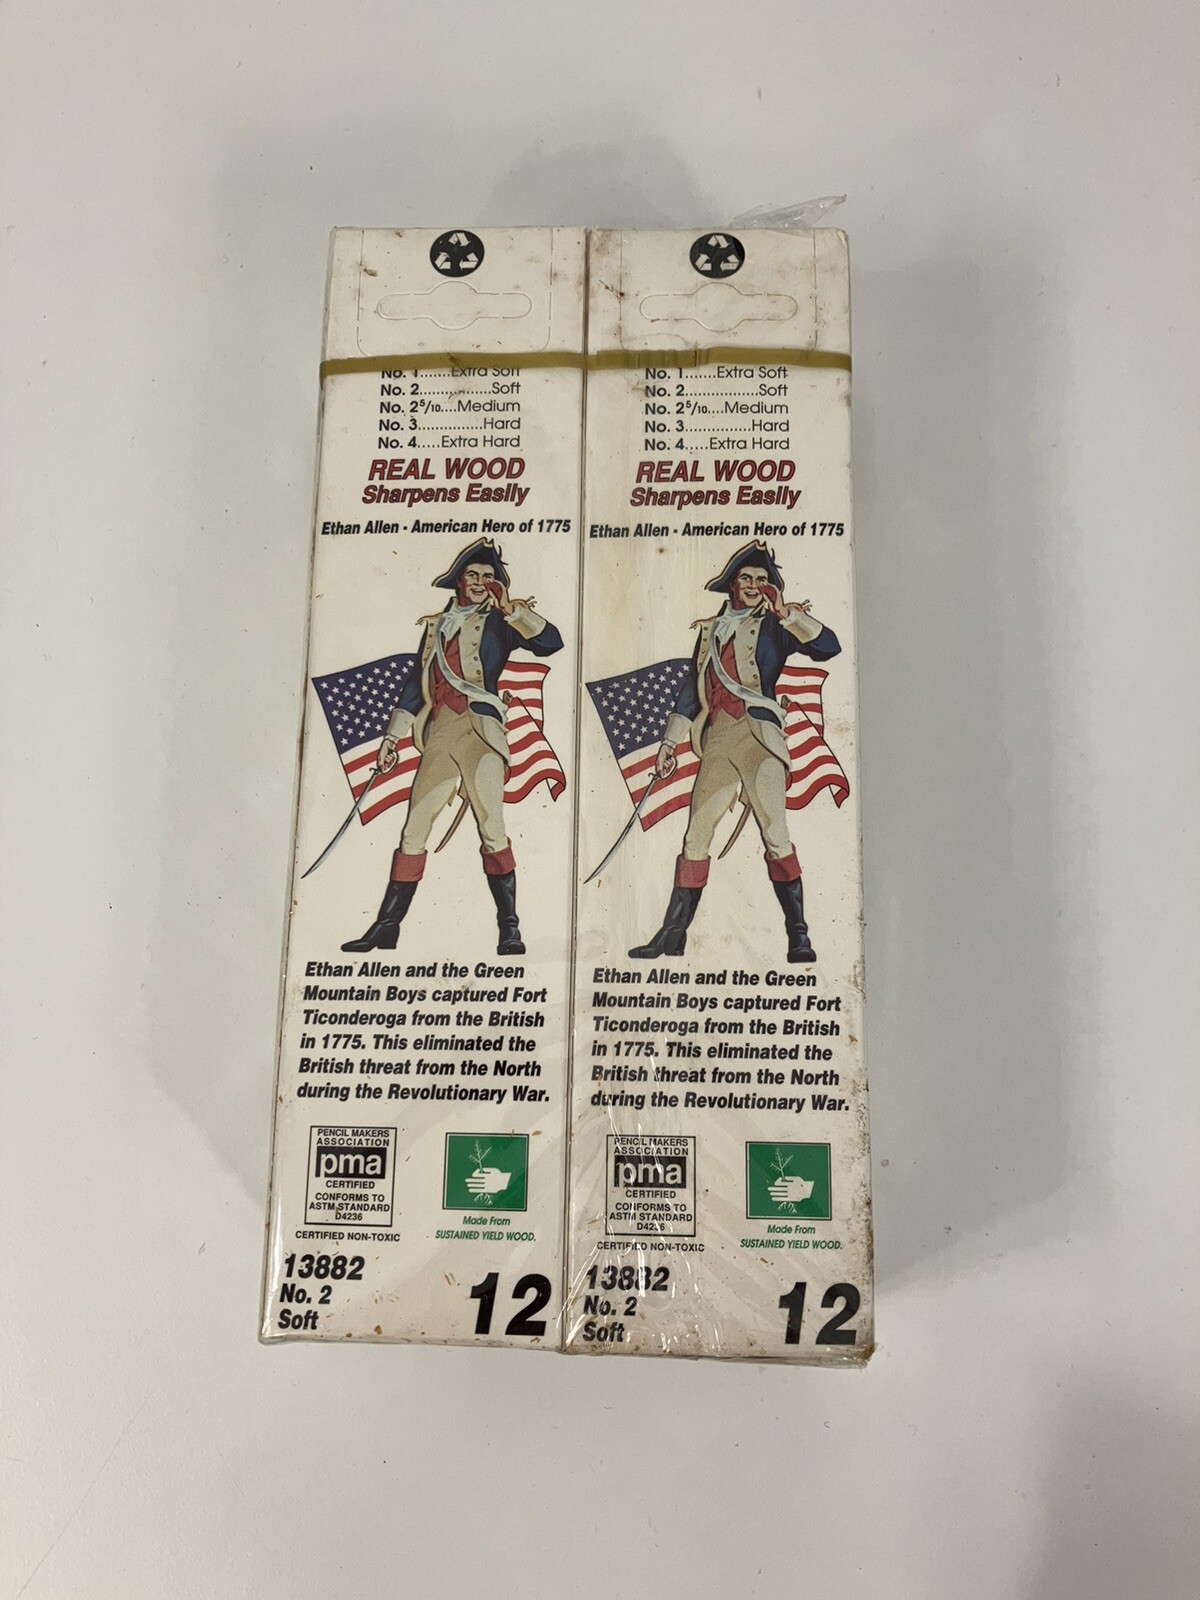 No. 1.......Extra Soft
No. 2.................Soft
No. 2 5/10....Medium
No. 3...............Hard
No. 4.....Extra Hard
REAL WOOD
Sharpens Easily
Ethan Allen - American Hero of 1775
Ethan Allen and the Green
Mountain Boys captured Fort
Ticonderoga from the British
in 1775. This eliminated the
British threat from the North
during the Revolutionary War.
PENCIL MAKERS
ASSOCIATION
pma
CERTIFIED
CONFORMS TO
ASTM STANDARD
D4236
CERTIFIED NON-TOXIC
Made From
SUSTAINED YIELD WOOD.
13882
No. 2
Soft
12
No. 1.......Extra Soft
No. 2.................Soft
No. 2 5/10....Medium
No. 3...............Hard
No. 4.....Extra Hard
REAL WOOD
Sharpens Easily
Ethan Allen - American Hero of 1775
Ethan Allen and the Green
Mountain Boys captured Fort
Ticonderoga from the British
in 1775. This eliminated the
British threat from the North
during the Revolutionary War.
PENCIL MAKERS
ASSOCIATION
pma
CERTIFIED
CONFORMS TO
ASTM STANDARD
D4236
CERTIFIED NON-TOXIC
Made From
SUSTAINED YIELD WOOD.
13882
No. 2
Soft
12